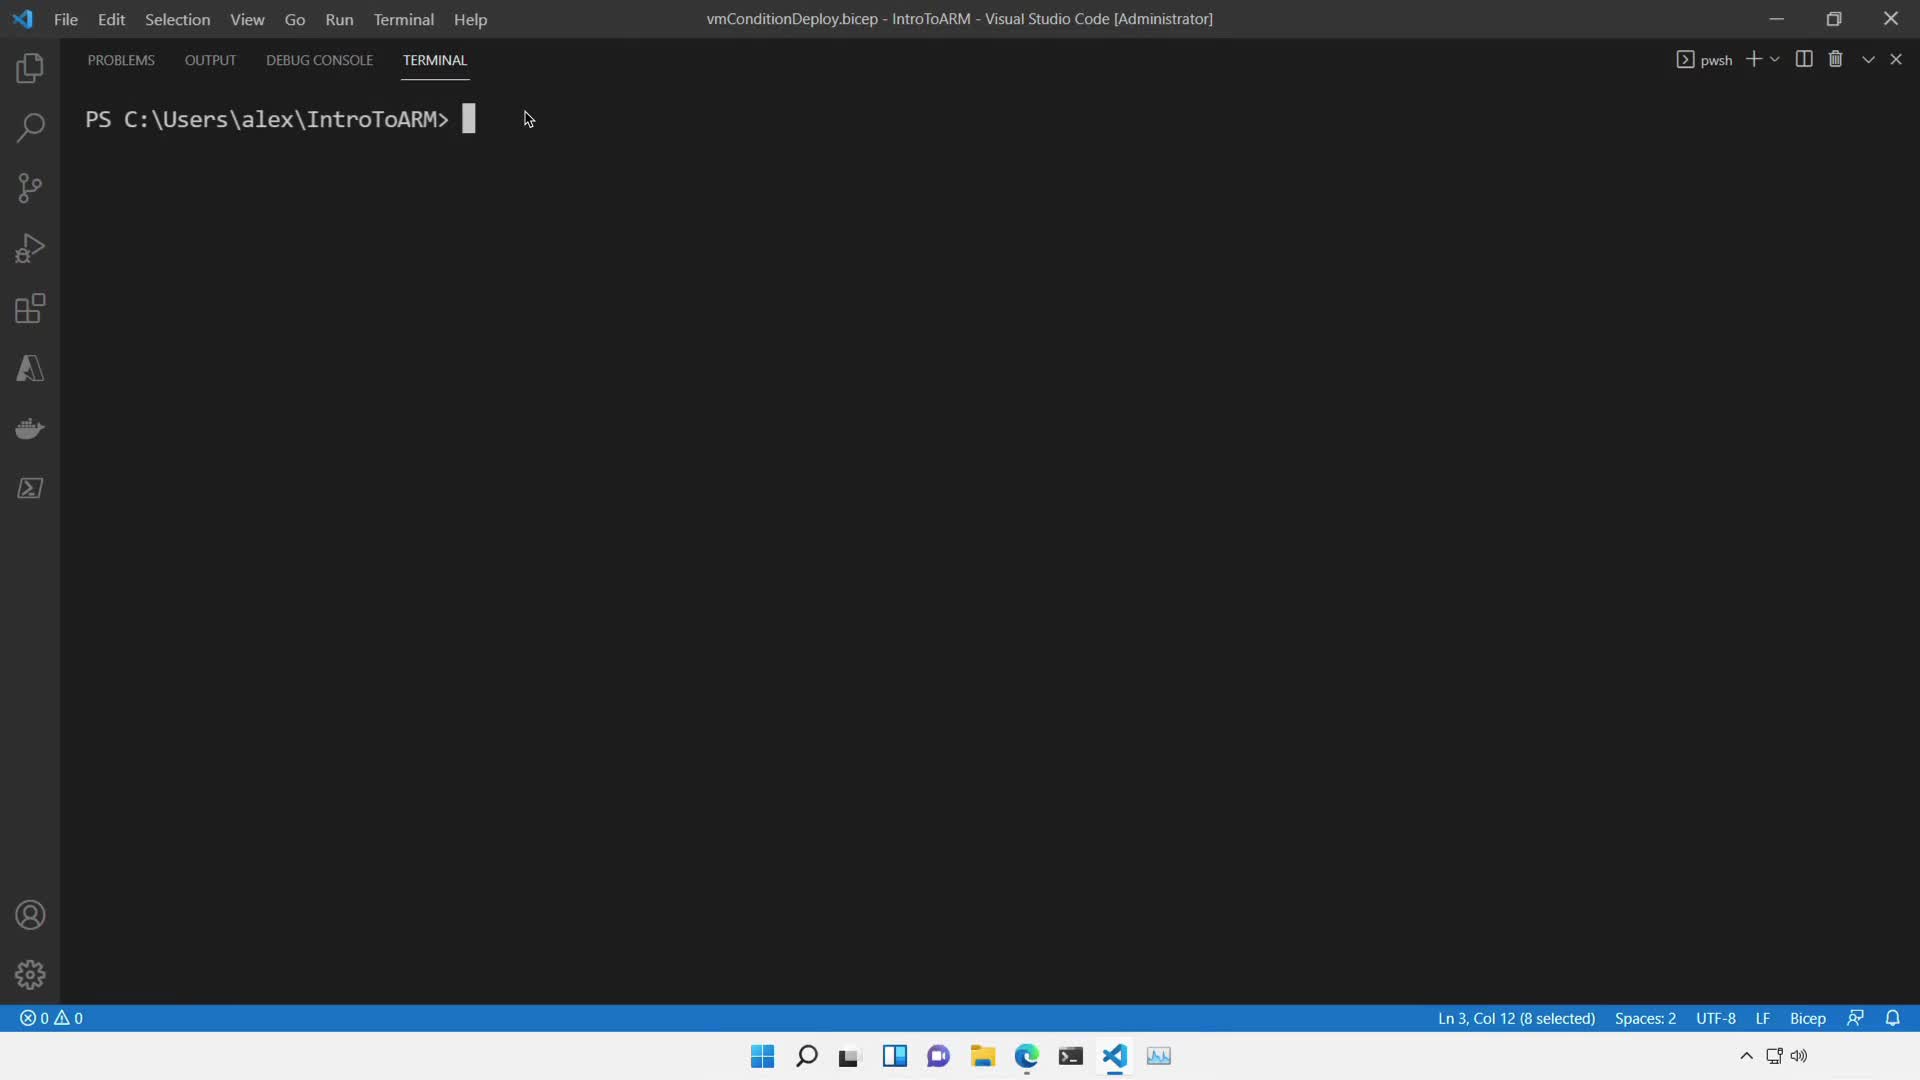 File Edit Selection View Go Run Terminal Help
vmConditionDeploy.bicep - IntroToARM - Visual Studio Code [Administrator]
PROBLEMS OUTPUT DEBUG CONSOLE TERMINAL
pwsh
PS C:\Users\alex\IntroToARM>
0 0
Ln 3, Col 12 (8 selected) Spaces: 2 UTF-8 LF Bicep